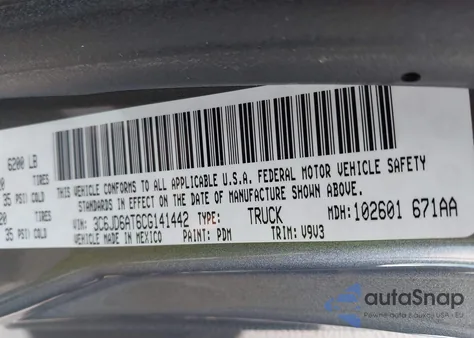 6200 LB
TIRES
35 PSI COLD
TIRES
35 PSI COLD
THIS VEHICLE CONFORMS TO ALL APPLICABLE U.S.A. FEDERAL MOTOR VEHICLE SAFETY
STANDARDS IN EFFECT ON THE DATE OF MANUFACTURE SHOWN ABOVE.
3C6JD6AT6CG141442 TYPE: TRUCK MDH: 102601 671AA
VEHICLE MADE IN MEXICO PAINT: PDM TRIM: V9V3
autoSnap